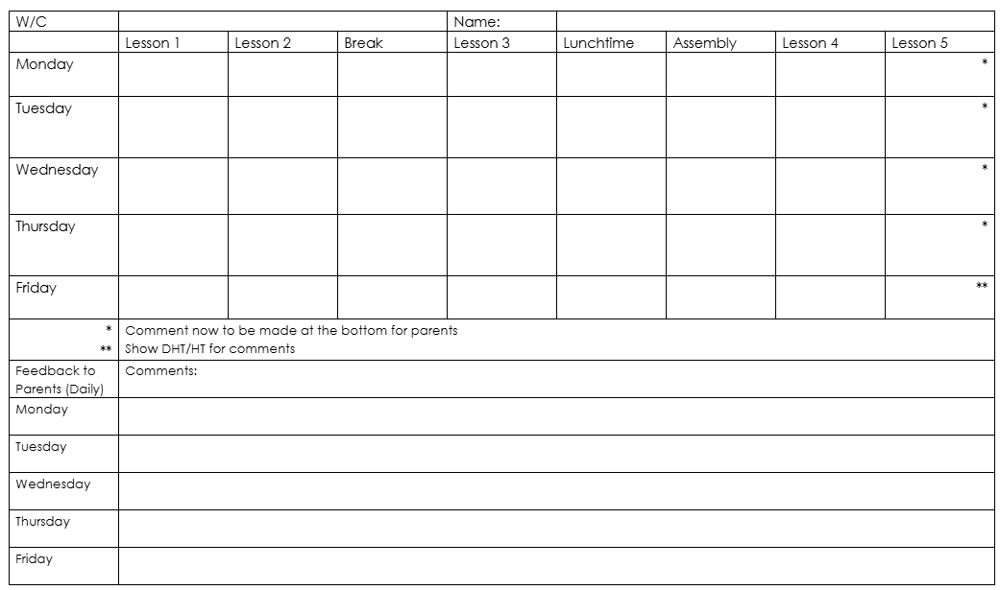 W/C Name:
Lesson 1 Lesson 2 Break Lesson 3 Lunchtime Assembly Lesson 4 Lesson 5
Monday *
Tuesday *
Wednesday *
Thursday *
Friday **
* Comment now to be made at the bottom for parents
** Show DHT/HT for comments
Feedback to Comments:
Parents (Daily)
Monday
Tuesday
Wednesday
Thursday
Friday